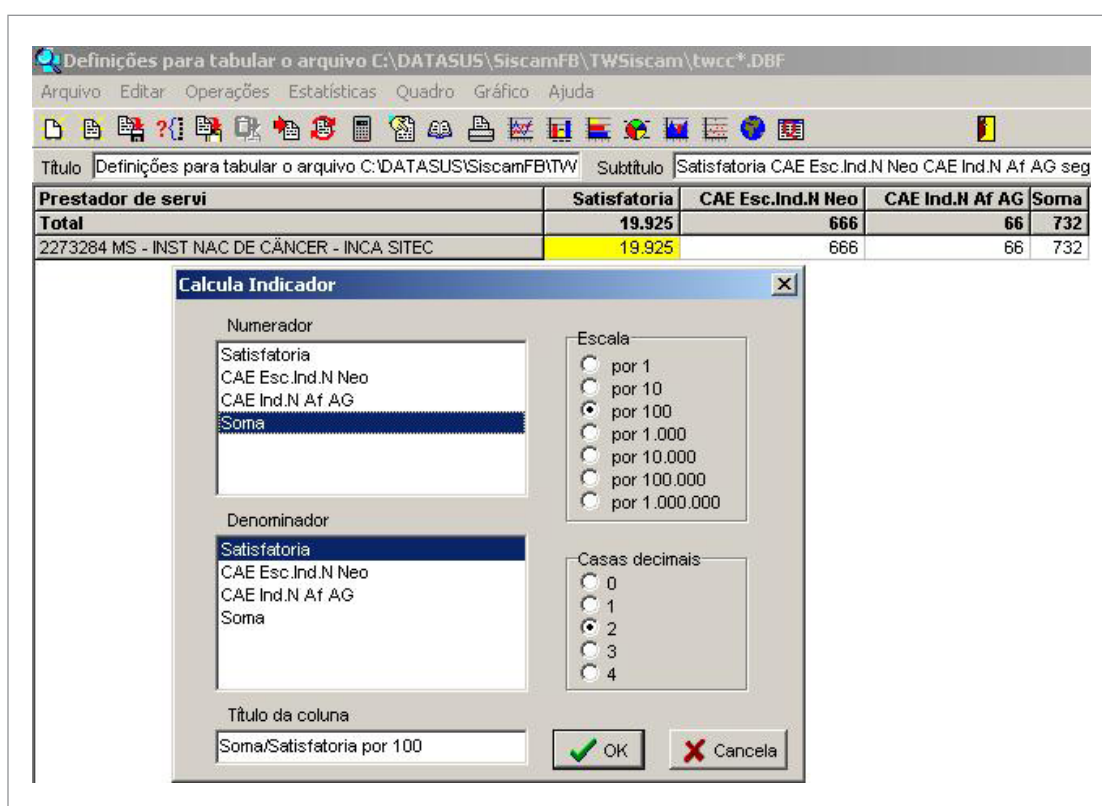 Definições para tabular o arquivo C:\DATASUS\SiscamFB\TWSiscam\twcc*.DBF
Arquivo Editar Operações Estatísticas Quadro Gráfico Ajuda
Título Definições para tabular o arquivo C:\DATASUS\SiscamFB\TW Subtítulo Satisfatoria CAE Esc.Ind.N Neo CAE Ind.N Af AG seg
Prestador de servi Satisfatoria CAE Esc.Ind.N Neo CAE Ind.N Af AG Soma
Total 19.925 666 66 732
2273284 MS - INST NAC DE CÂNCER - INCA SITEC 19.925 666 66 732
Calcula Indicador
Numerador
Satisfatoria
CAE Esc.Ind.N Neo
CAE Ind.N Af AG
Soma
Escala
por 1
por 10
por 100
por 1.000
por 10.000
por 100.000
por 1.000.000
Denominador
Satisfatoria
CAE Esc.Ind.N Neo
CAE Ind.N Af AG
Soma
Casas decimais
0
1
2
3
4
Título da coluna
Soma/Satisfatoria por 100
OK
Cancela